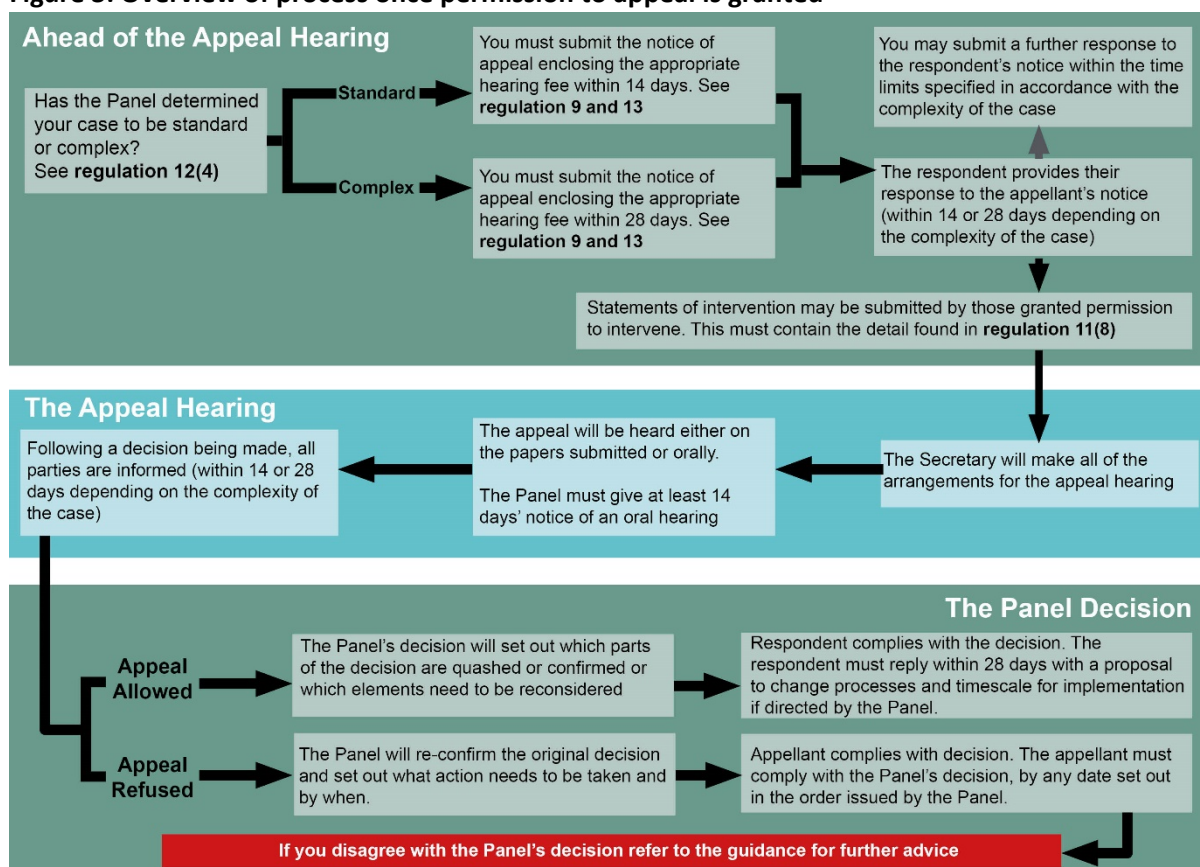 Figure 3: Overview of process once permission to appeal is granted
Ahead of the Appeal Hearing
Has the Panel determined
your case to be standard
or complex?
See regulation 12(4)
Standard
You must submit the notice of
appeal enclosing the appropriate
hearing fee within 14 days. See
regulation 9 and 13
Complex
You must submit the notice of
appeal enclosing the appropriate
hearing fee within 28 days. See
regulation 9 and 13
You may submit a further response to
the respondent's notice within the time
limits specified in accordance with the
complexity of the case
The respondent provides their
response to the appellant's notice
(within 14 or 28 days depending on
the complexity of the case)
Statements of intervention may be submitted by those granted permission
to intervene. This must contain the detail found in regulation 11(8)
The Appeal Hearing
Following a decision being made, all
parties are informed (within 14 or 28
days depending on the complexity of
the case)
The appeal will be heard either on
the papers submitted or orally.
The Panel must give at least 14
days' notice of an oral hearing
The Secretary will make all of the
arrangements for the appeal hearing
The Panel Decision
Appeal
Allowed
The Panel's decision will set out which parts
of the decision are quashed or confirmed or
which elements need to be reconsidered
Respondent complies with the decision. The
respondent must reply within 28 days with a proposal
to change processes and timescale for implementation
if directed by the Panel.
Appeal
Refused
The Panel will re-confirm the original decision
and set out what action needs to be taken and
by when.
Appellant complies with decision. The appellant must
comply with the Panel's decision, by any date set out
in the order issued by the Panel.
If you disagree with the Panel's decision refer to the guidance for further advice